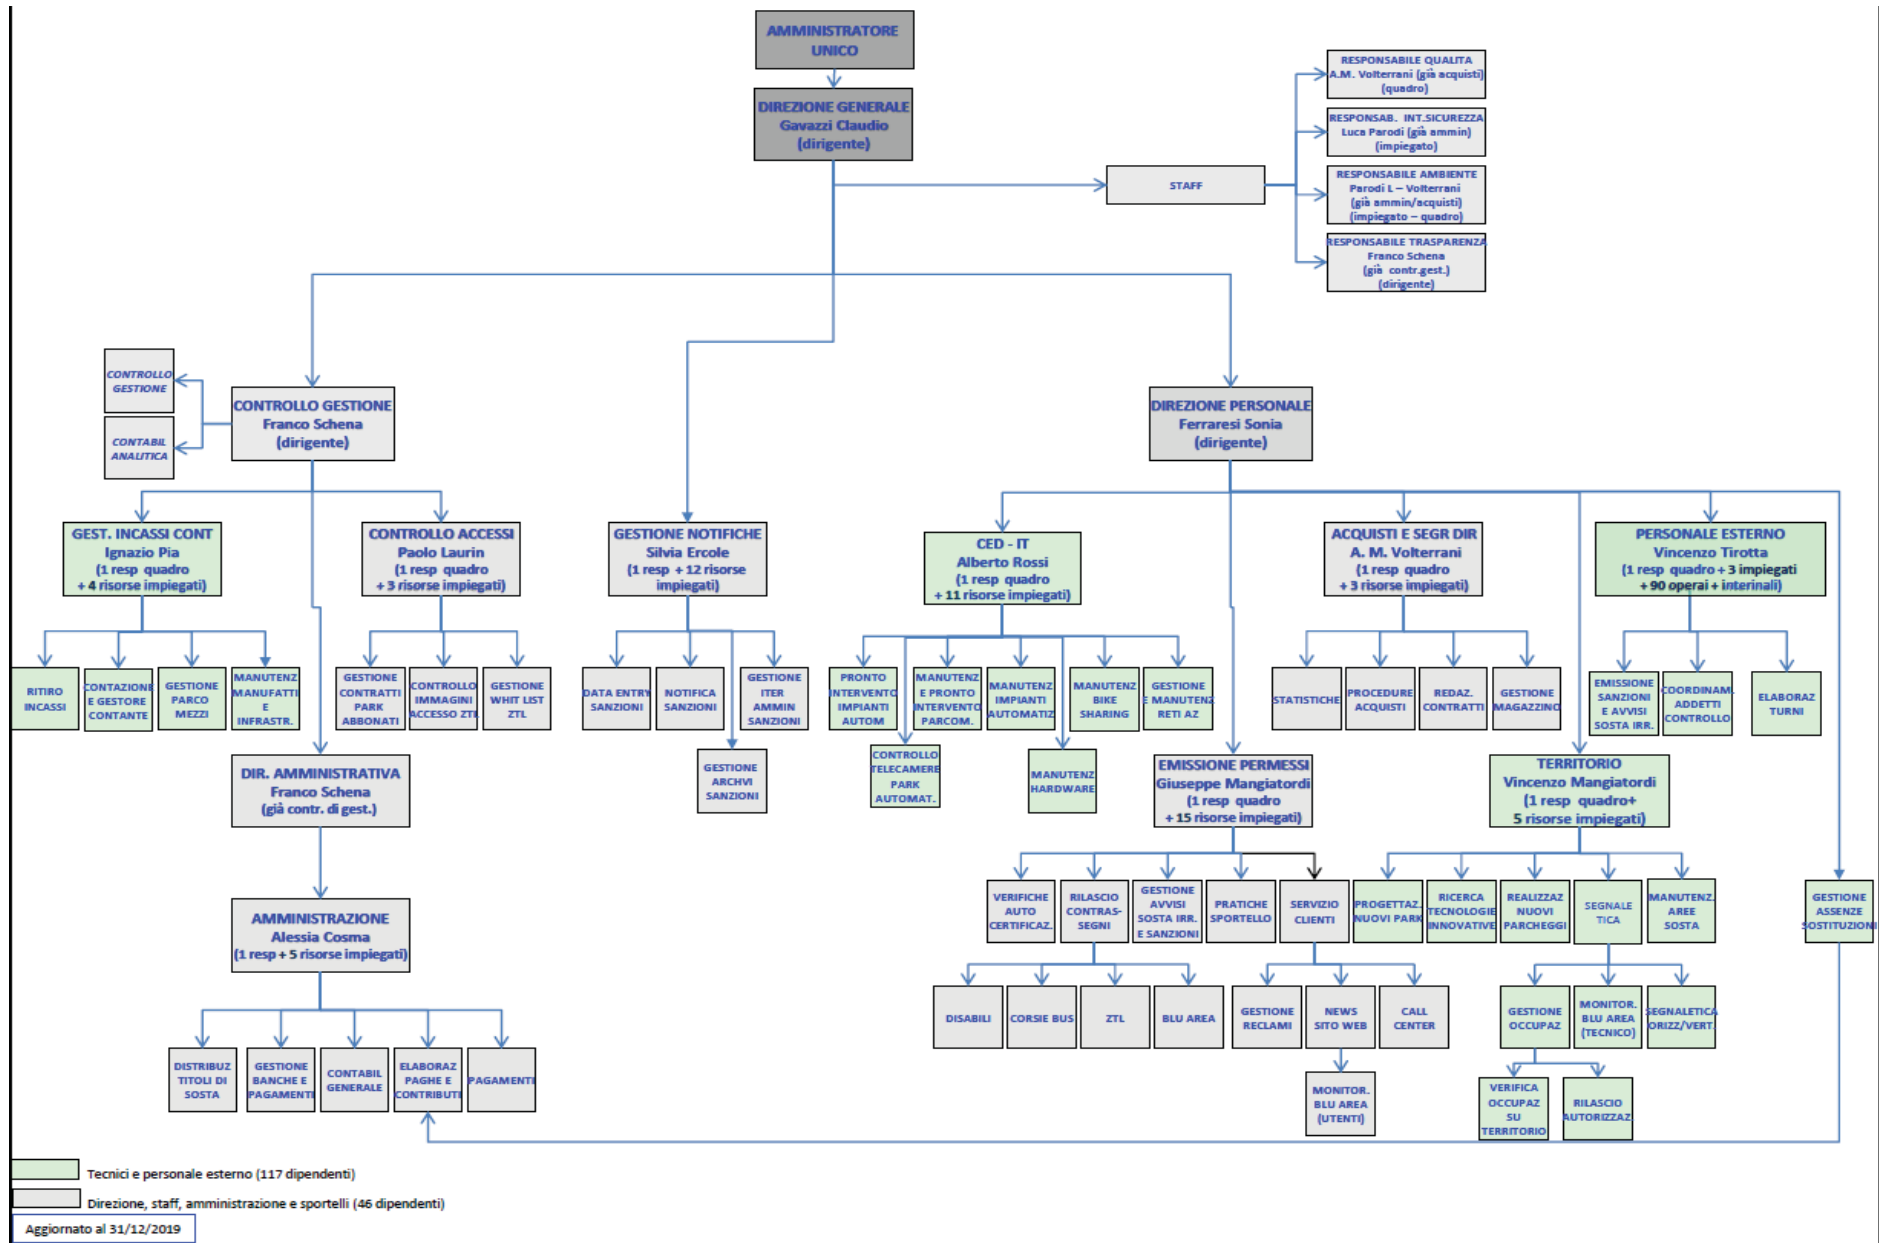 AMMINISTRATORE
UNICO
DIREZIONE GENERALE
Gavazzi Claudio
(dirigente)
STAFF
RESPONSABILE QUALITA
A.M. Volterrani (già acquisti)
(quadro)
RESPONSAB. INT.SICUREZZA
Luca Parodi (già ammin)
(impiegato)
RESPONSABILE AMBIENTE
Parodi L – Volterrani
(già ammin/acquisti)
(impiegato – quadro)
RESPONSABILE TRASPARENZA
Franco Schena
(già contr.gest.)
(dirigente)
CONTROLLO
GESTIONE
CONTABIL
ANALITICA
CONTROLLO GESTIONE
Franco Schena
(dirigente)
DIREZIONE PERSONALE
Ferraresi Sonia
(dirigente)
GEST. INCASSI CONT
Ignazio Pia
(1 resp quadro
+ 4 risorse impiegati)
CONTROLLO ACCESSI
Paolo Laurin
(1 resp quadro
+ 3 risorse impiegati)
GESTIONE NOTIFICHE
Silvia Ercole
(1 resp + 12 risorse
impiegati)
CED - IT
Alberto Rossi
(1 resp quadro
+ 11 risorse impiegati)
ACQUISTI E SEGR DIR
A. M. Volterrani
(1 resp quadro
+ 3 risorse impiegati)
PERSONALE ESTERNO
Vincenzo Tirotta
(1 resp quadro + 3 impiegati
+ 90 operai + interinali)
RITIRO
INCASSI
CONTAZIONE
E GESTORE
CONTANTE
GESTIONE
PARCO
MEZZI
MANUTENZ
MANUFATTI
E
INFRASTR.
GESTIONE
CONTRATTI
PARK
ABBONATI
CONTROLLO
IMMAGINI
ACCESSO ZTL
GESTIONE
WHIT LIST
ZTL
DATA ENTRY
SANZIONI
NOTIFICA
SANZIONI
GESTIONE
ITER
AMMIN
SANZIONI
GESTIONE
ARCHVI
SANZIONI
PRONTO
INTERVENTO
IMPIANTI
AUTOM
MANUTENZ
E PRONTO
INTERVENTO
PARCOM.
MANUTENZ
IMPIANTI
AUTOMATIZ
MANUTENZ
BIKE
SHARING
GESTIONE
E MANUTENZ
RETI AZ
CONTROLLO
TELECAMERE
PARK
AUTOMAT.
MANUTENZ
HARDWARE
STATISTICHE
PROCEDURE
ACQUISTI
REDAZ.
CONTRATTI
GESTIONE
MAGAZZINO
EMISSIONE
SANZIONI
E AVVISI
SOSTA IRR.
COORDINAM.
ADDETTI
CONTROLLO
ELABORAZ
TURNI
DIR. AMMINISTRATIVA
Franco Schena
(già contr. di gest.)
EMISSIONE PERMESSI
Giuseppe Mangiatordi
(1 resp quadro
+ 15 risorse impiegati)
TERRITORIO
Vincenzo Mangiatordi
(1 resp quadro+
5 risorse impiegati)
AMMINISTRAZIONE
Alessia Cosma
(1 resp + 5 risorse impiegati)
VERIFICHE
AUTO
CERTIFICAZ.
RILASCIO
CONTRAS-
SEGNI
GESTIONE
AVVISI
SOSTA IRR.
E SANZIONI
PRATICHE
SPORTELLO
SERVIZIO
CLIENTI
PROGETTAZ.
NUOVI PARK
RICERCA
TECNOLOGIE
INNOVATIVE
REALIZZAZ
NUOVI
PARCHEGGI
SEGNALE
TICA
MANUTENZ.
AREE
SOSTA
GESTIONE
ASSENZE
SOSTITUZIONI
DISABILI
CORSIE BUS
ZTL
BLU AREA
GESTIONE
RECLAMI
NEWS
SITO WEB
CALL
CENTER
GESTIONE
OCCUPAZ
MONITOR.
BLU AREA
(TECNICO)
SEGNALETICA
ORIZZ/VERT.
DISTRIBUZ
TITOLI DI
SOSTA
GESTIONE
BANCHE E
PAGAMENTI
CONTABIL
GENERALE
ELABORAZ
PAGHE E
CONTRIBUTI
PAGAMENTI
MONITOR.
BLU AREA
(UTENTI)
VERIFICA
OCCUPAZ
SU
TERRITORIO
RILASCIO
AUTORIZZAZ.
Tecnici e personale esterno (117 dipendenti)
Direzione, staff, amministrazione e sportelli (46 dipendenti)
Aggiornato al 31/12/2019